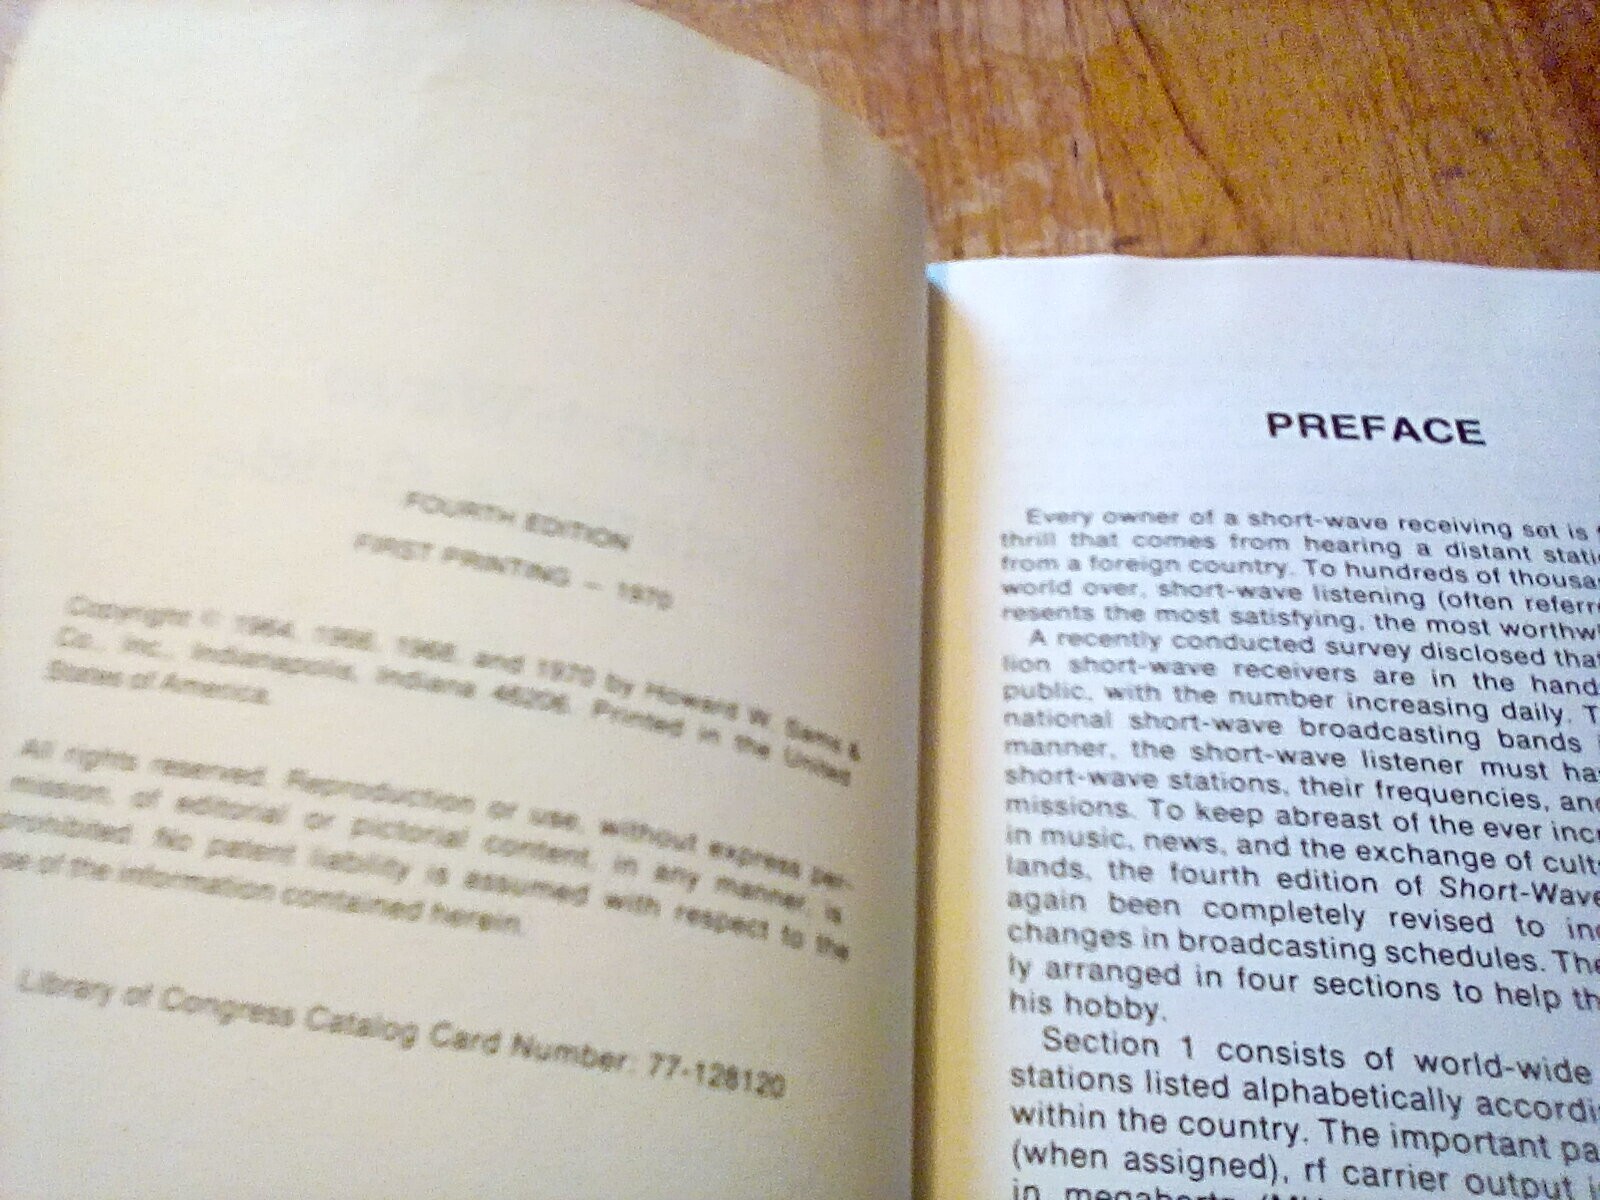 FOURTH EDITION
FIRST PRINTING — 1970
Copyright © 1964, 1966, 1968, and 1970 by Howard W. Sams &
Co., Inc., Indianapolis, Indiana 46206. Printed in the United
States of America.
All rights reserved. Reproduction or use, without express per-
mission, of editorial or pictorial content, in any manner, is
prohibited. No patent liability is assumed with respect to the
use of the information contained herein.
Library of Congress Catalog Card Number: 77-128120
PREFACE
Every owner of a short-wave receiving set is
thrill that comes from hearing a distant stati
from a foreign country. To hundreds of thousa
world over, short-wave listening (often referr
resents the most satisfying, the most worthw
A recently conducted survey disclosed tha
lion short-wave receivers are in the hand
public, with the number increasing daily. T
national short-wave broadcasting bands
manner, the short-wave listener must ha
short-wave stations, their frequencies, an
missions. To keep abreast of the ever incr
in music, news, and the exchange of cult
lands, the fourth edition of Short-Wave
again been completely revised to in
changes in broadcasting schedules. The
ly arranged in four sections to help th
his hobby.
Section 1 consists of world-wide
stations listed alphabetically accordi
within the country. The important pa
(when assigned), rf carrier output
in megahertz